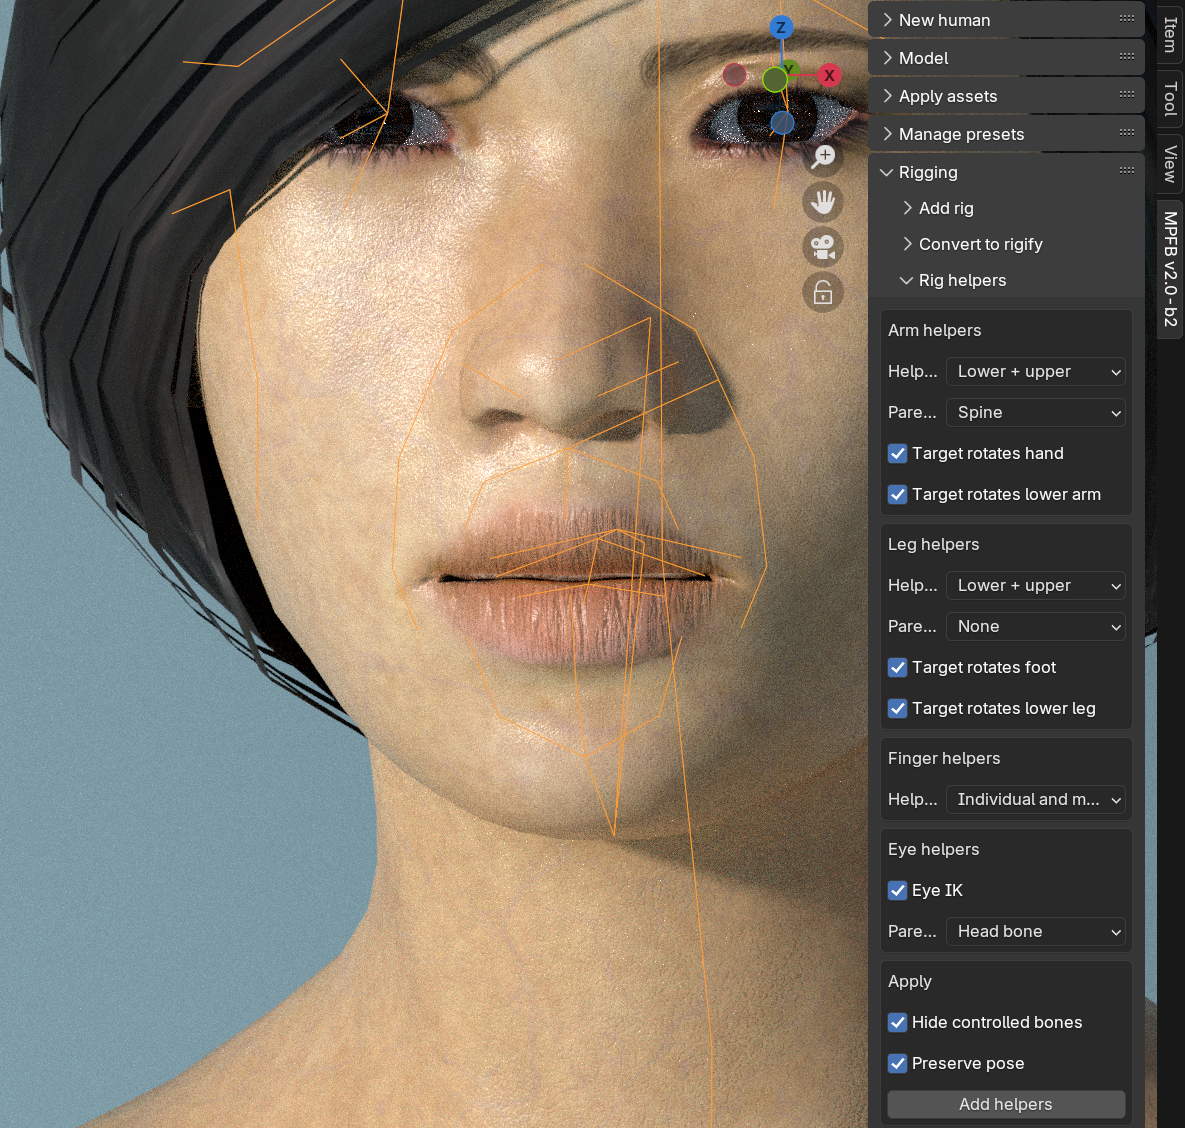 Z
Y
X
New human
Model
Apply assets
Manage presets
Rigging
Add rig
Convert to rigify
Rig helpers
Arm helpers
Help... Lower + upper
Pare... Spine
Target rotates hand
Target rotates lower arm
Leg helpers
Help... Lower + upper
Pare... None
Target rotates foot
Target rotates lower leg
Finger helpers
Help... Individual and m...
Eye helpers
Eye IK
Pare... Head bone
Apply
Hide controlled bones
Preserve pose
Add helpers
Item
Tool
View
MPFB v2.0-b2